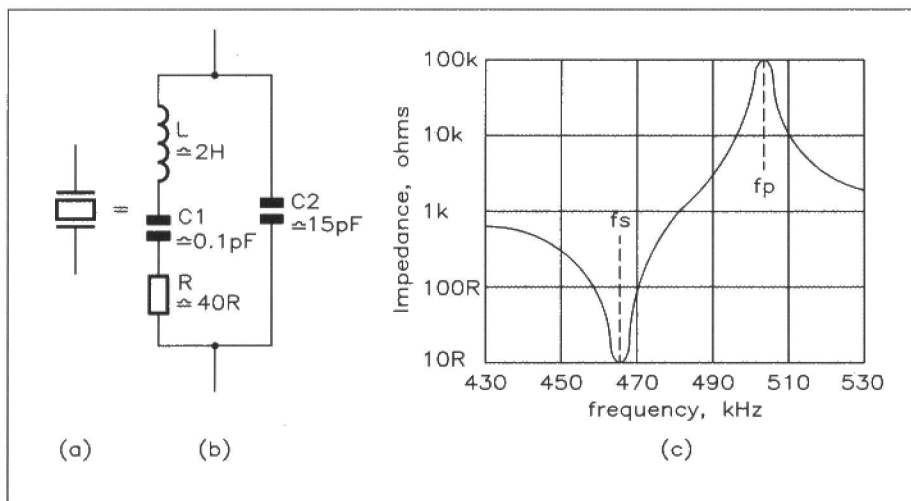 L
≏2H
C1
≏0.1pF
R
≏40R
C2
≏15pF
(a)
(b)
Impedance, ohms
100k
10k
1k
100R
10R
fs
fp
430 450 470 490 510 530
frequency, kHz
(c)